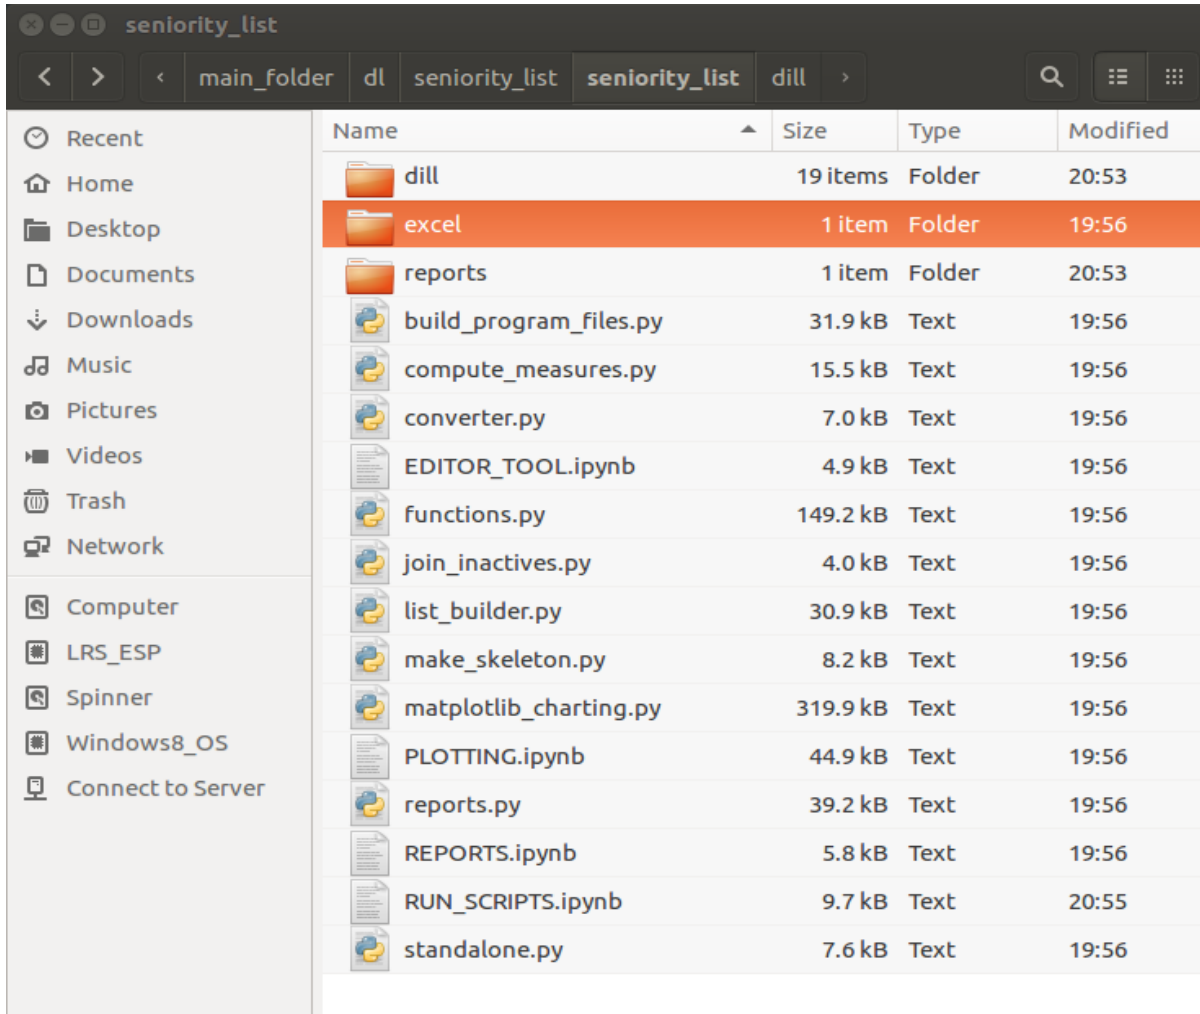 seniority_list
main_folder dl seniority_list seniority_list dill
Recent
Home
Desktop
Documents
Downloads
Music
Pictures
Videos
Trash
Network
Computer
LRS_ESP
Spinner
Windows8_OS
Connect to Server
Name Size Type Modified
dill 19 items Folder 20:53
excel 1 item Folder 19:56
reports 1 item Folder 20:53
build_program_files.py 31.9 kB Text 19:56
compute_measures.py 15.5 kB Text 19:56
converter.py 7.0 kB Text 19:56
EDITOR_TOOL.ipynb 4.9 kB Text 19:56
functions.py 149.2 kB Text 19:56
join_inactives.py 4.0 kB Text 19:56
list_builder.py 30.9 kB Text 19:56
make_skeleton.py 8.2 kB Text 19:56
matplotlib_charting.py 319.9 kB Text 19:56
PLOTTING.ipynb 44.9 kB Text 19:56
reports.py 39.2 kB Text 19:56
REPORTS.ipynb 5.8 kB Text 19:56
RUN_SCRIPTS.ipynb 9.7 kB Text 20:55
standalone.py 7.6 kB Text 19:56